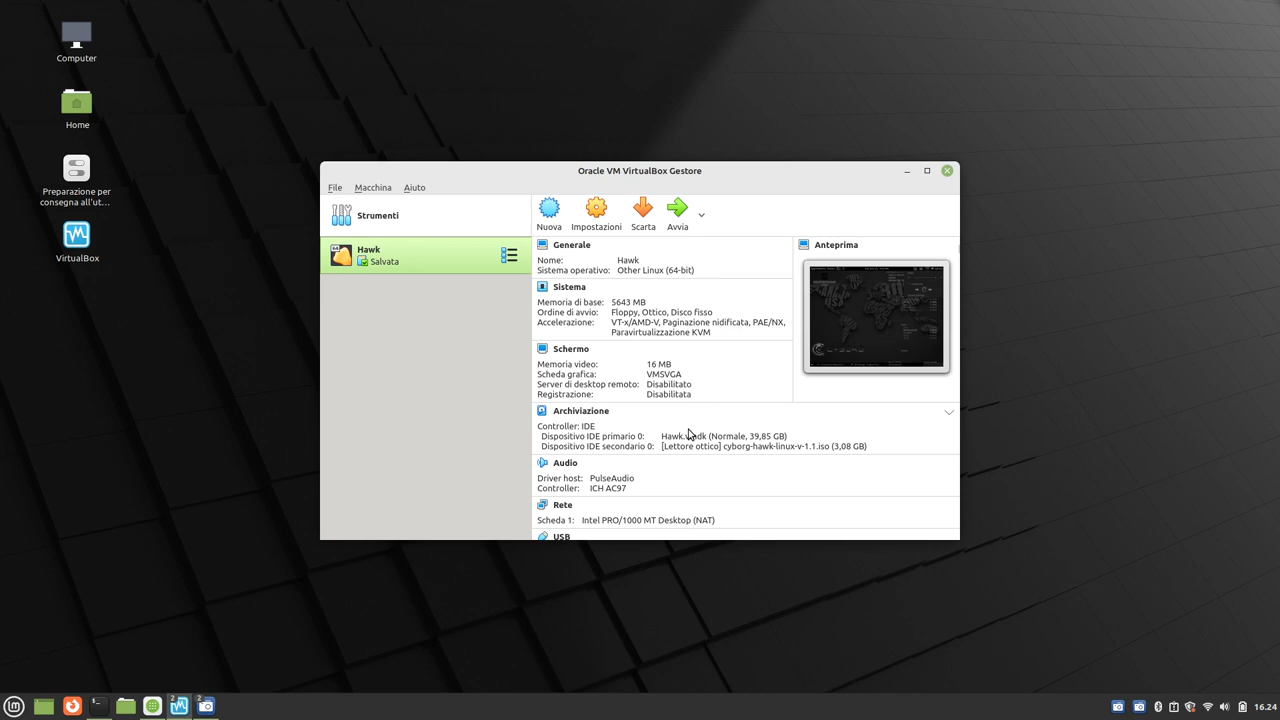 Computer
Home
Preparazione per
consegna all'ut...
VirtualBox
Oracle VM VirtualBox Gestore
File Macchina Aiuto
Strumenti
Hawk
Salvata
Nuova Impostazioni Scarta Avvia
Generale
Nome: Hawk
Sistema operativo: Other Linux (64-bit)
Sistema
Memoria di base: 5643 MB
Ordine di avvio: Floppy, Ottico, Disco fisso
Accelerazione: VT-x/AMD-V, Paginazione nidificata, PAE/NX,
Paravirtualizzazione KVM
Schermo
Memoria video: 16 MB
Scheda grafica: VMSVGA
Server di desktop remoto: Disabilitato
Registrazione: Disabilitata
Anteprima
Archiviazione
Controller: IDE
Dispositivo IDE primario 0: (Normale, 39,85 GB)
Dispositivo IDE secondario 0: [Lettore ottico] cyborg-hawk-linux-v-1.1.iso (3,08 GB)
Audio
Driver host: PulseAudio
Controller: ICH AC97
Rete
Scheda 1: Intel PRO/1000 MT Desktop (NAT)
USB
2
2
16.24